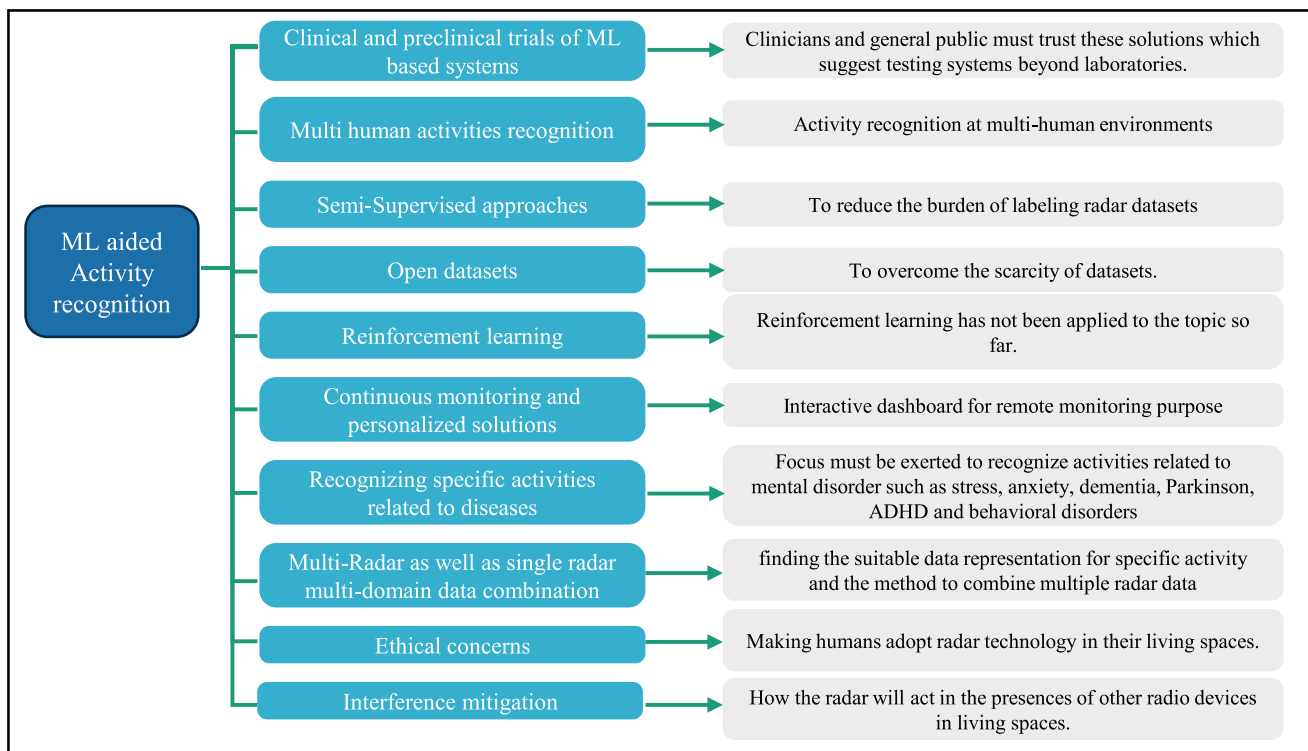 Clinical and preclinical trials of ML
based systems
Clinicians and general public must trust these solutions which
suggest testing systems beyond laboratories.
Multi human activities recognition
Activity recognition at multi-human environments
Semi-Supervised approaches
To reduce the burden of labeling radar datasets
ML aided
Activity
recognition
Open datasets
To overcome the scarcity of datasets.
Reinforcement learning
Reinforcement learning has not been applied to the topic so
far.
Continuous monitoring and
personalized solutions
Interactive dashboard for remote monitoring purpose
Recognizing specific activities
related to diseases
Focus must be exerted to recognize activities related to
mental disorder such as stress, anxiety, dementia, Parkinson,
ADHD and behavioral disorders
Multi-Radar as well as single radar
multi-domain data combination
finding the suitable data representation for specific activity
and the method to combine multiple radar data
Ethical concerns
Making humans adopt radar technology in their living spaces.
Interference mitigation
How the radar will act in the presences of other radio devices
in living spaces.